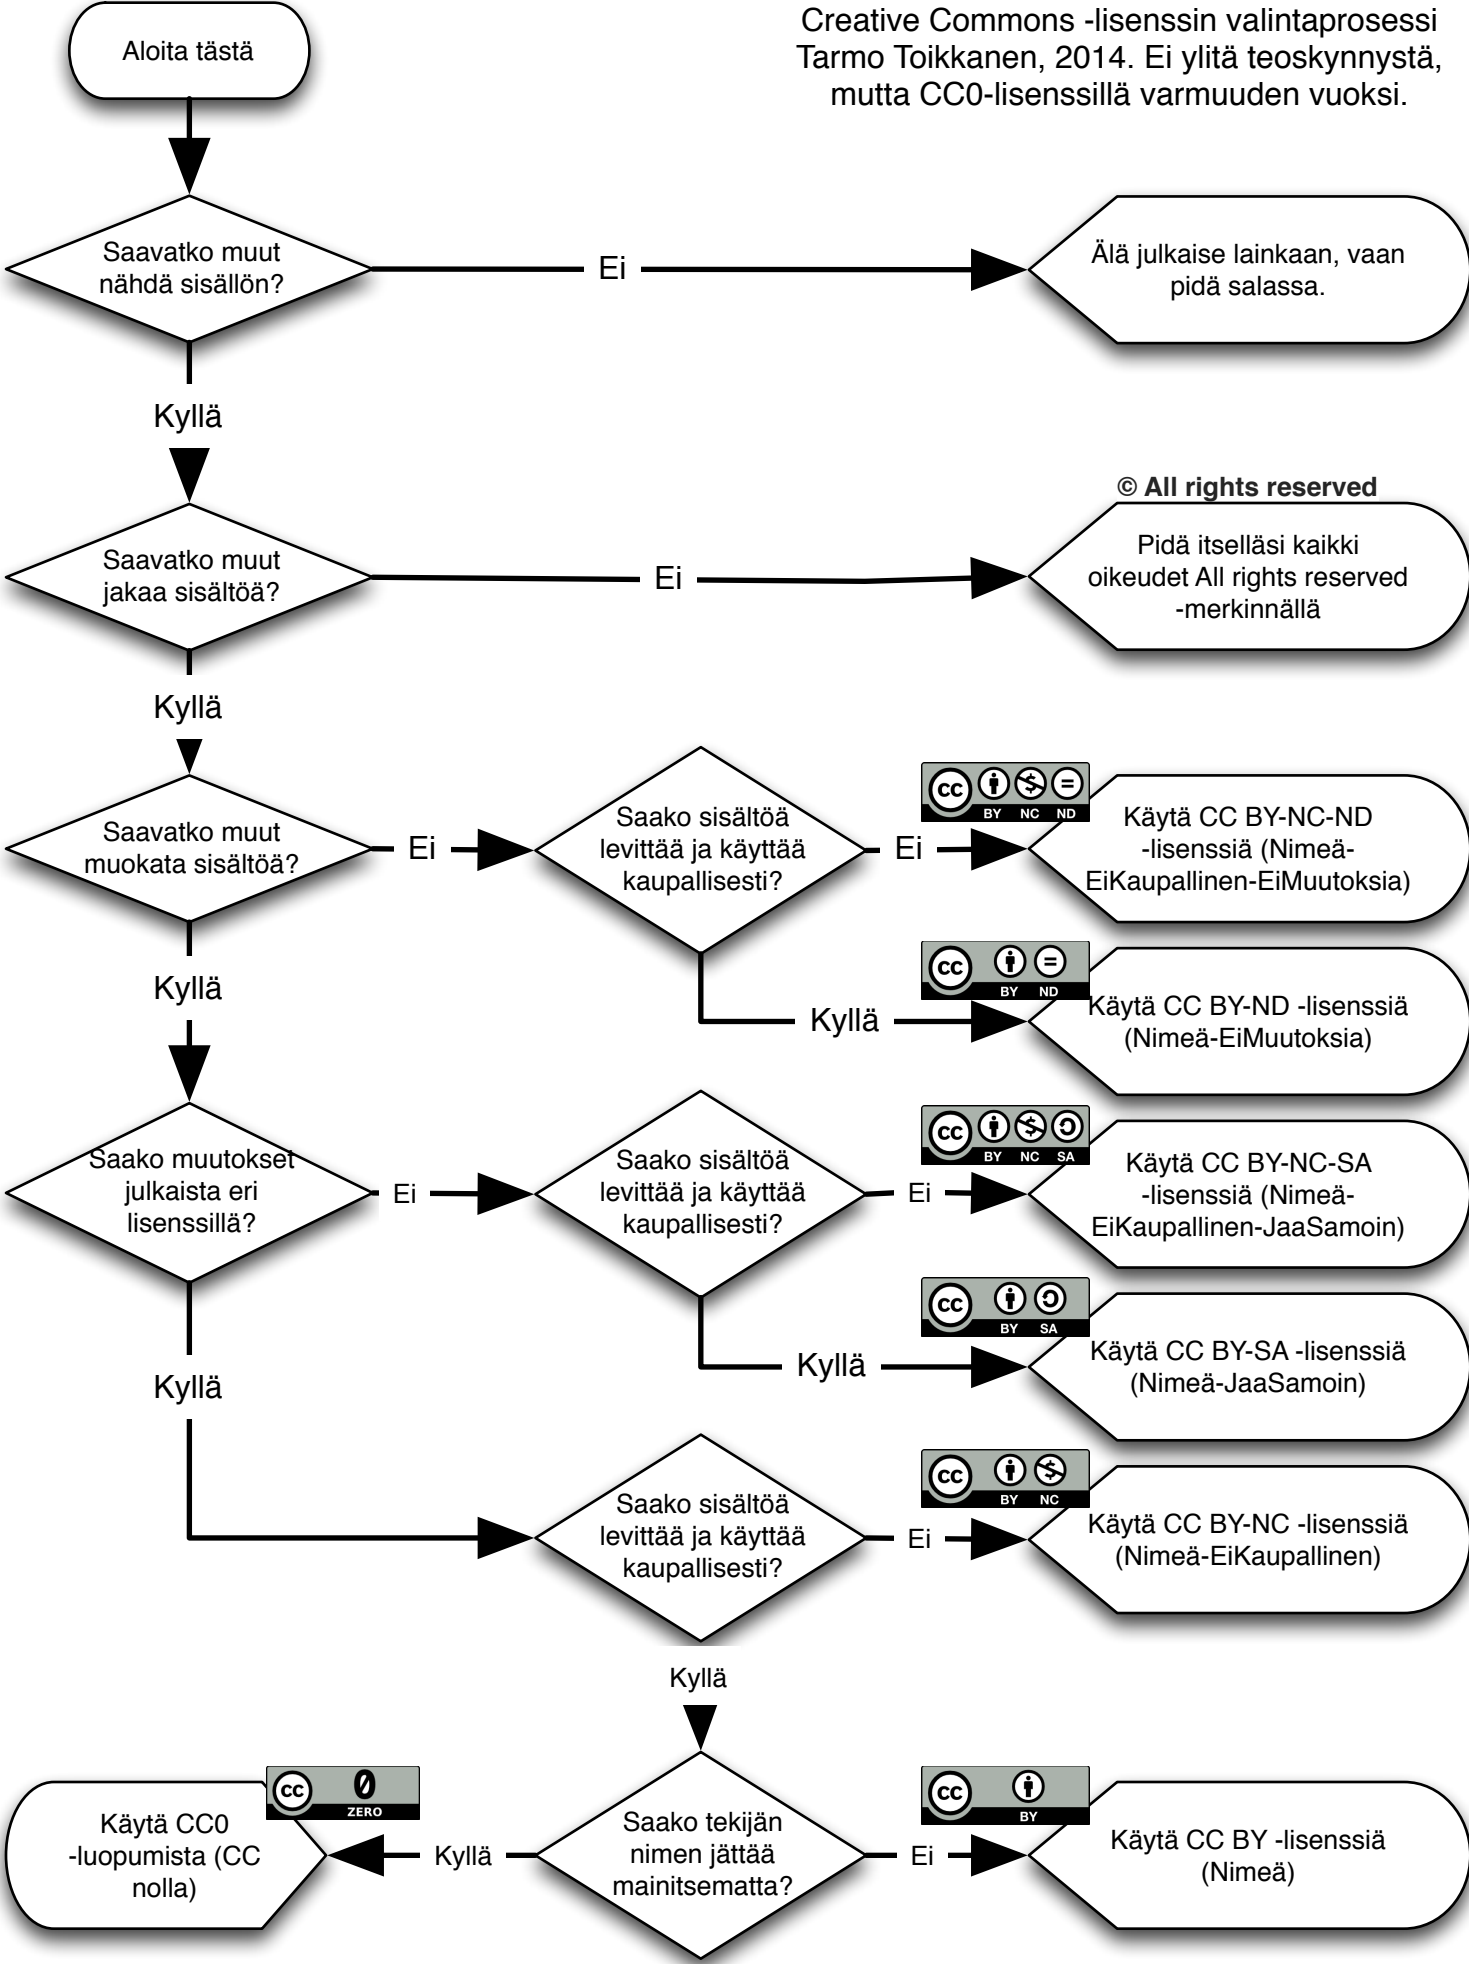 Creative Commons -lisenssin valintaprosessi
Tarmo Toikkanen, 2014. Ei ylitä teoskynnystä,
mutta CC0-lisenssillä varmuuden vuoksi.
Aloita tästä
Saavatko muut
nähdä sisällön?
Ei
Älä julkaise lainkaan, vaan
pidä salassa.
Kyllä
Saavatko muut
jakaa sisältöä?
Ei
© All rights reserved
Pidä itselläsi kaikki
oikeudet All rights reserved
-merkinnällä
Kyllä
Saavatko muut
muokata sisältöä?
Ei
Saako sisältöä
levittää ja käyttää
kaupallisesti?
Ei
cc
BY NC ND
Käytä CC BY-NC-ND
-lisenssiä (Nimeä-
EiKaupallinen-EiMuutoksia)
Kyllä
cc
BY ND
Käytä CC BY-ND -lisenssiä
(Nimeä-EiMuutoksia)
Kyllä
Saako muutokset
julkaista eri
lisenssillä?
Ei
Saako sisältöä
levittää ja käyttää
kaupallisesti?
Ei
cc
BY NC SA
Käytä CC BY-NC-SA
-lisenssiä (Nimeä-
EiKaupallinen-JaaSamoin)
Kyllä
cc
BY SA
Käytä CC BY-SA -lisenssiä
(Nimeä-JaaSamoin)
Kyllä
Saako sisältöä
levittää ja käyttää
kaupallisesti?
Ei
cc
BY NC
Käytä CC BY-NC -lisenssiä
(Nimeä-EiKaupallinen)
Kyllä
Saako tekijän
nimen jättää
mainitsematta?
Kyllä
cc 0
ZERO
Käytä CC0
-luopumista (CC
nolla)
Ei
cc
BY
Käytä CC BY -lisenssiä
(Nimeä)